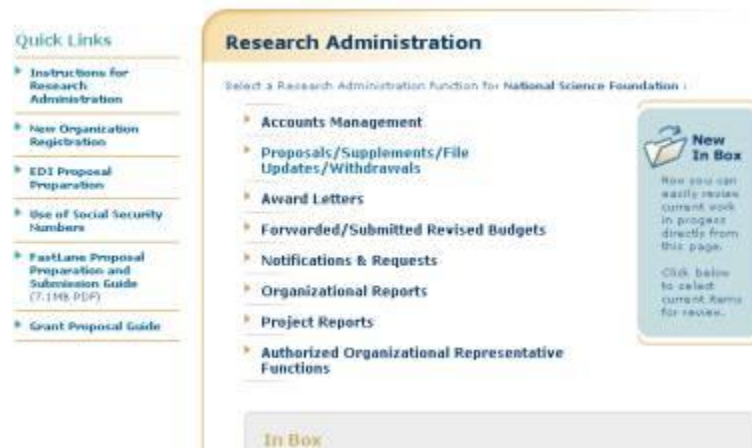 Quick Links
Instructions for
Research
Administration
New Organization
Registration
EDI Proposal
Preparation
Use of Social Security
Numbers
FastLane Proposal
Preparation and
Submission Guide
(7.1MB PDF)
Grant Proposal Guide
Research Administration
Select a Research Administration Function for National Science Foundation :
Accounts Management
Proposals/Supplements/File
Updates/Withdrawals
Award Letters
Forwarded/Submitted Revised Budgets
Notifications & Requests
Organizational Reports
Project Reports
Authorized Organizational Representative
Functions
New
In Box
Now you can
easily review
current work
in progress
directly from
this page.
Click below
to select
current items
for review.
In Box